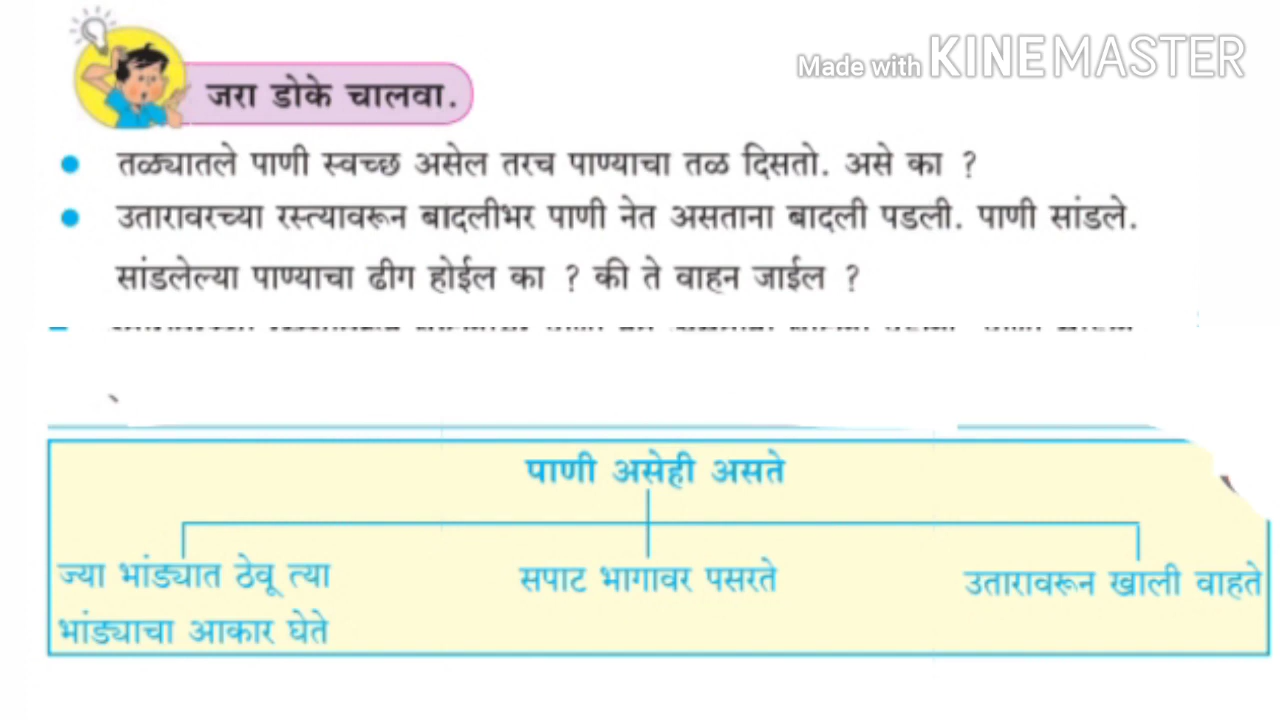 Made with KINEMASTER
जरा डोके चालवा.
तळ्यातले पाणी स्वच्छ असेल तरच पाण्याचा तळ दिसतो. असे का ?
उतारावरच्या रस्त्यावरून बादलीभर पाणी नेत असताना बादली पडली. पाणी सांडले.
सांडलेल्या पाण्याचा ढीग होईल का ? की ते वाहन जाईल ?
पाणी असेही असते
ज्या भांड्यात ठेवू त्या
भांड्याचा आकार घेते
सपाट भागावर पसरते
उतारावरून खाली वाहते